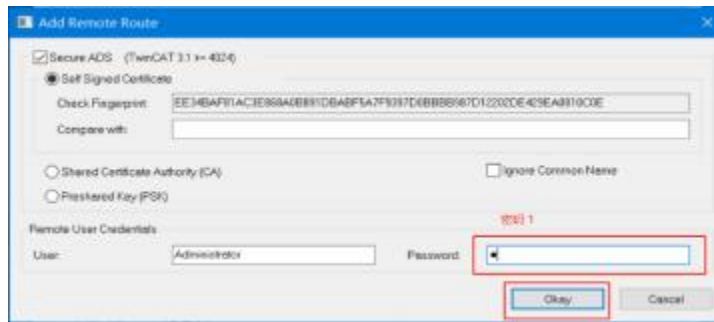 Add Remote Route
Secure ADS (TwinCAT 3.1 >= 4024)
Self Signed Certificate
Check Fingerprint:
Compare with:
Shared Certificate Authority (CA)
Ignore Common Name
Preshared Key (PSK)
密码 1
Remote User Credentials
User: Administrator Password:
Okay Cancel